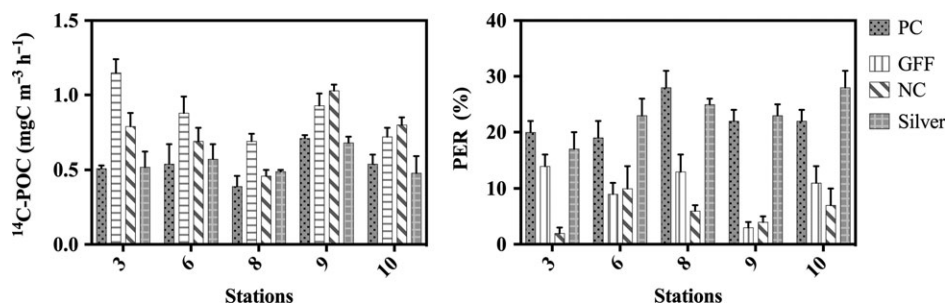 ¹⁴C-POC (mgC m⁻³ h⁻¹)
1.5
1.0
0.5
0.0
3
6
8
9
10
Stations
PER (%)
40
30
20
10
0
3
6
8
9
10
Stations
PC
GFF
NC
Silver